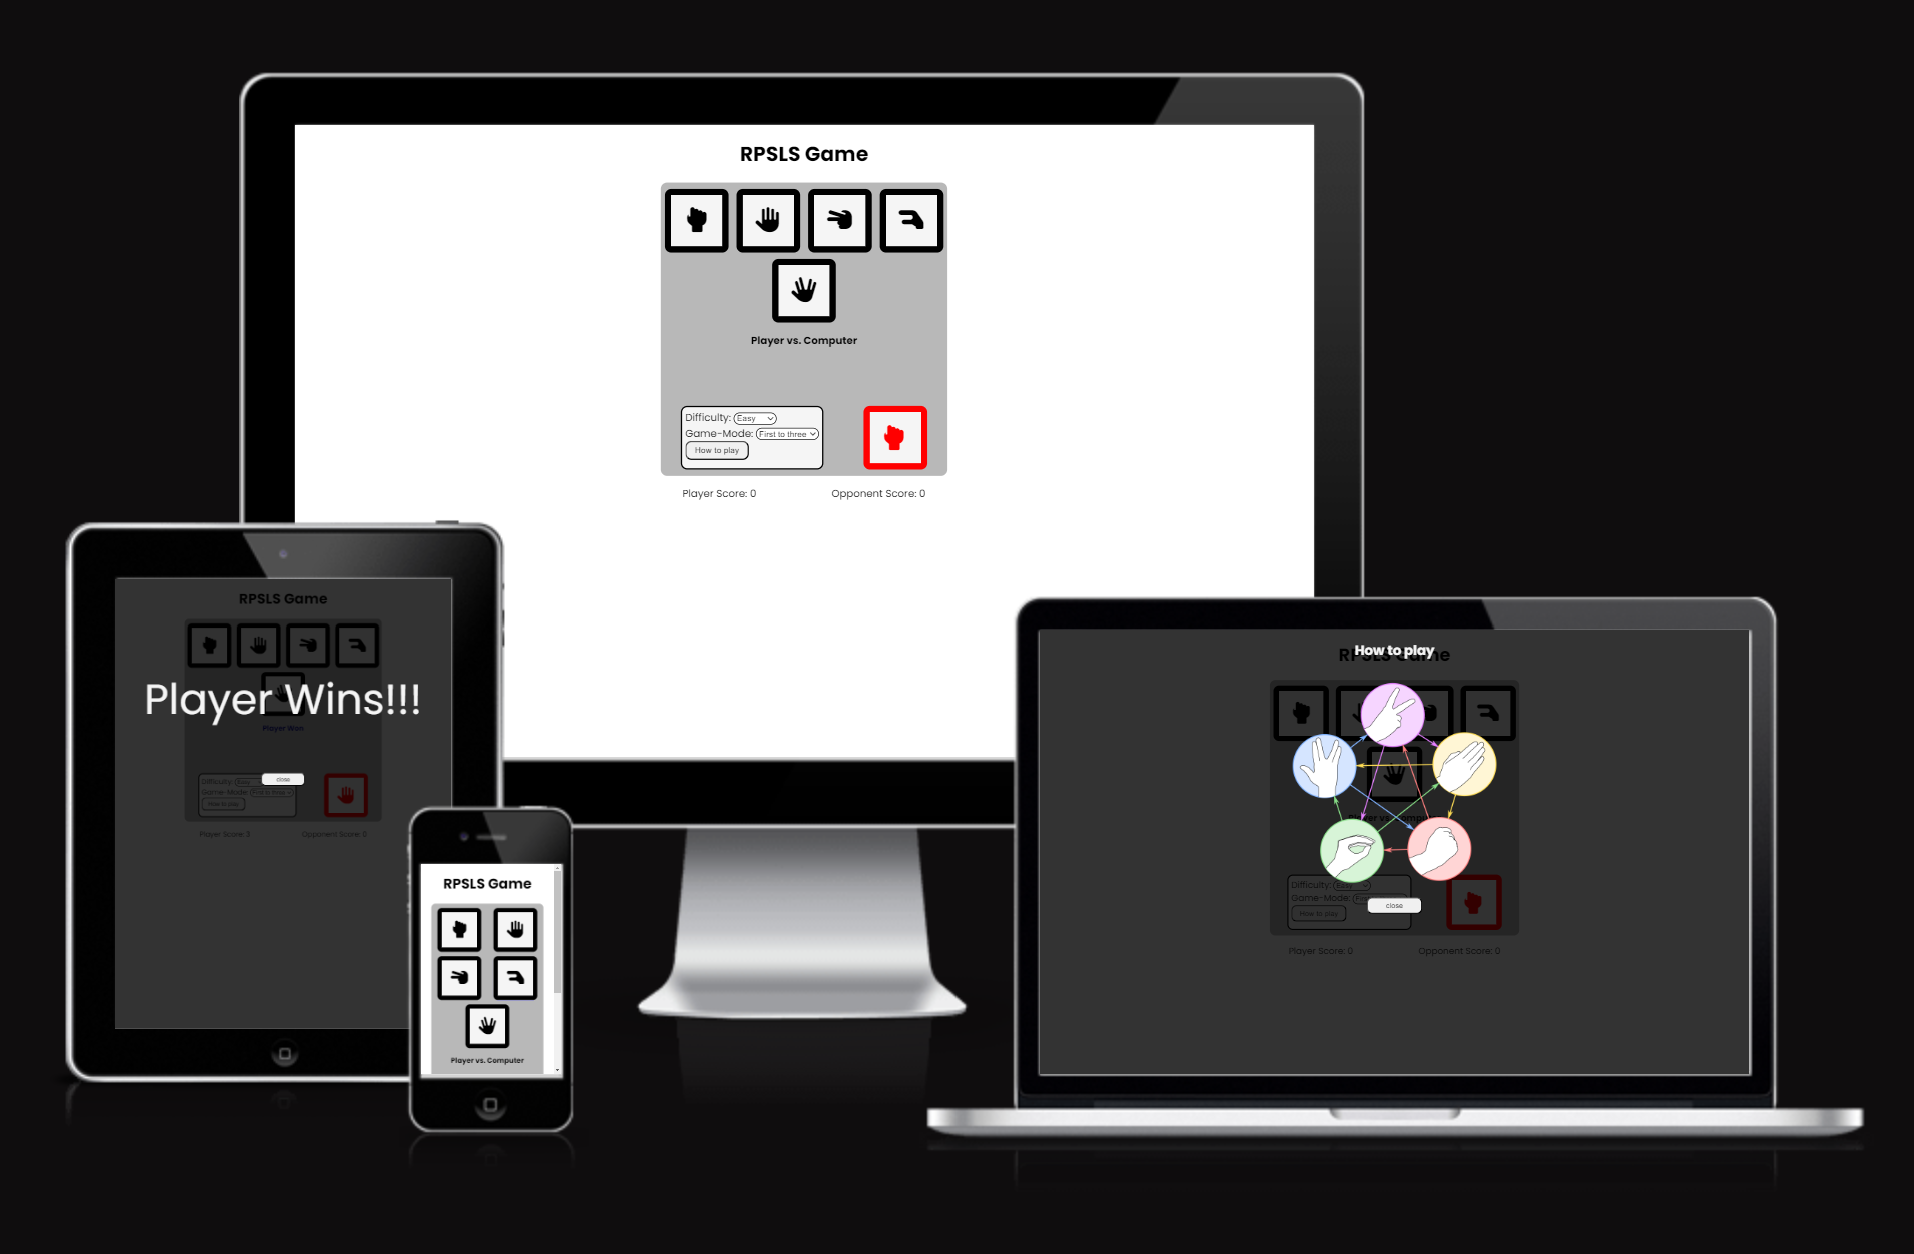 RPSLS Game
Player vs. Computer
Difficulty: Easy
Game-Mode: First to three
How to play
Player Score: 0
Opponent Score: 0
RPSLS Game
Player Wins!!!
Player Won
Difficulty: Easy
close
Game-Mode: First to three
How to play
Player Score: 3
Opponent Score: 0
RPSLS Game
Player vs. Computer
How to play
RPSLS Game
Player vs. Computer
Difficulty: Easy
Game-Mode:
close
How to play
Player Score: 0
Opponent Score: 0